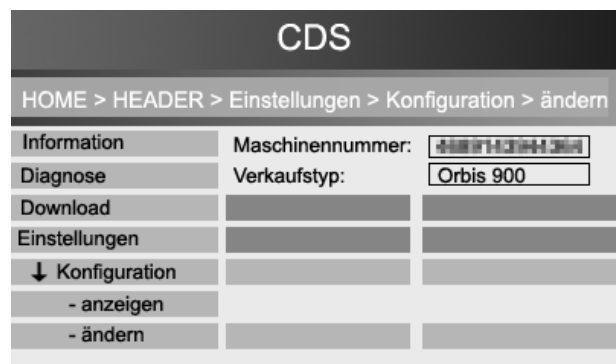 CDS
HOME > HEADER > Einstellungen > Konfiguration > ändern
Information
Maschinennummer:
Diagnose
Verkaufstyp: Orbis 900
Download
Einstellungen
↓ Konfiguration
- anzeigen
- ändern